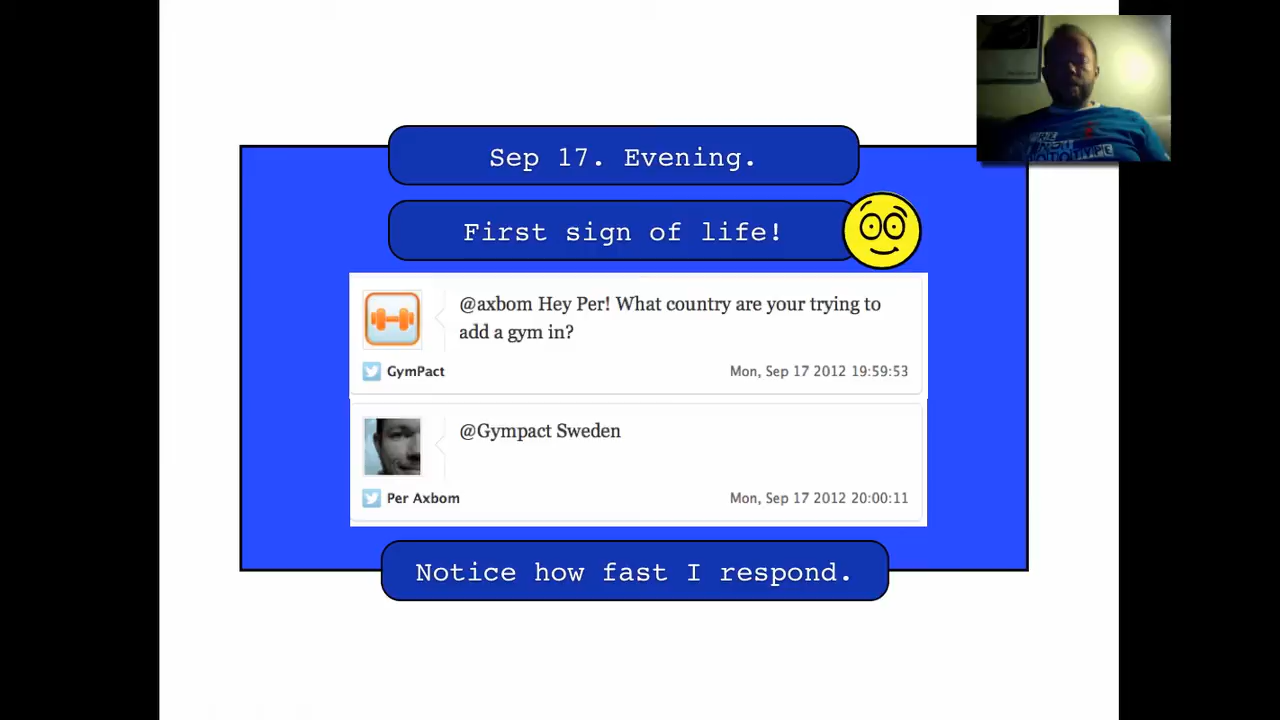 Sep 17. Evening.
First sign of life!
@axbom Hey Per! What country are your trying to
add a gym in?
GymPact
Mon, Sep 17 2012 19:59:53
@Gympact Sweden
Per Axbom
Mon, Sep 17 2012 20:00:11
Notice how fast I respond.